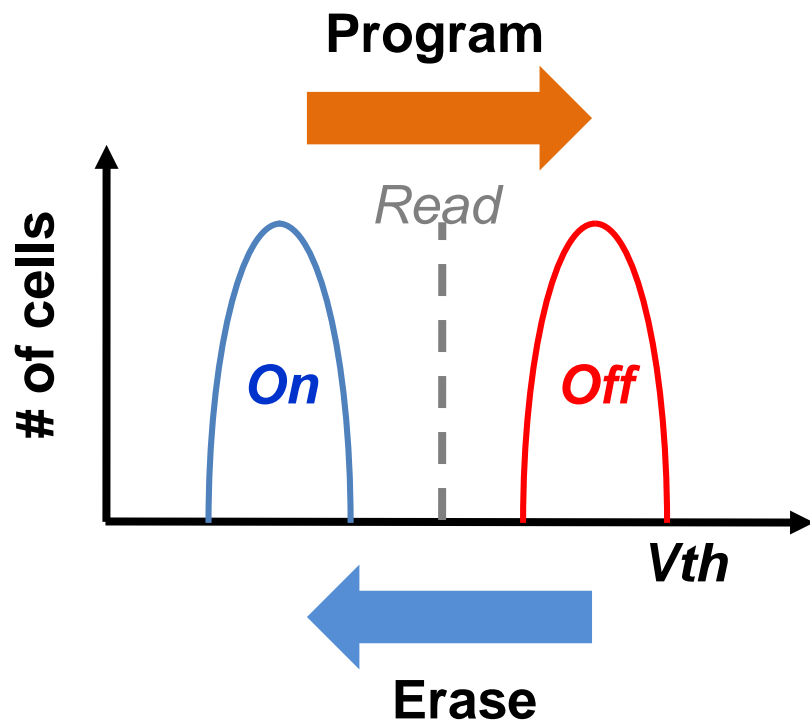 Program
Read
# of cells
On
Off
Vth
Erase